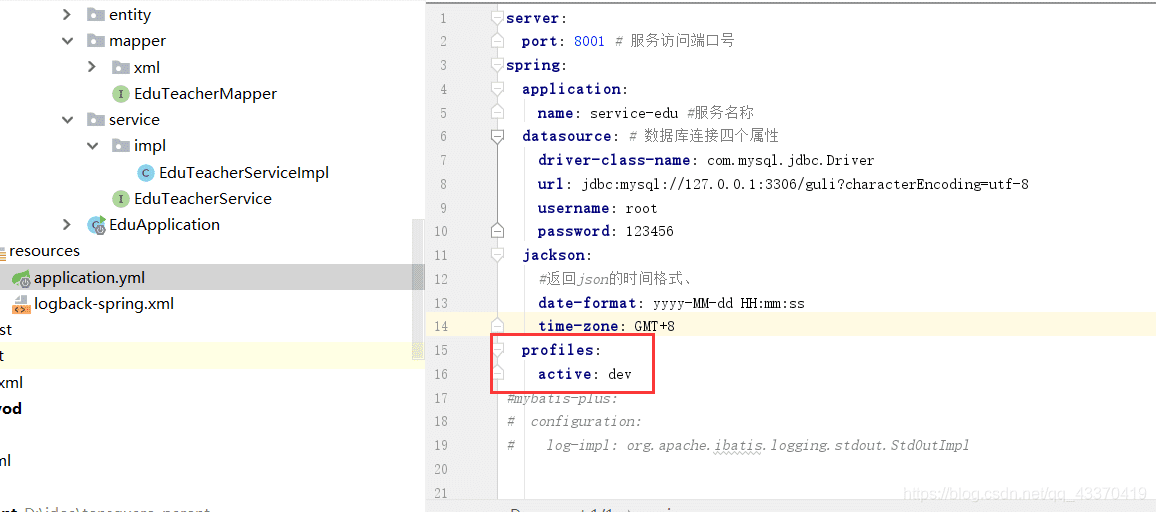 entity
mapper
xml
EduTeacherMapper
service
impl
EduTeacherServiceImpl
EduTeacherService
EduApplication
resources
application.yml
logback-spring.xml
st
t
xml
vod
ml
1 server:
2 port: 8001 # 服务访问端口号
3 spring:
4 application:
5 name: service-edu #服务名称
6 datasource: # 数据库连接四个属性
7 driver-class-name: com.mysql.jdbc.Driver
8 url: jdbc:mysql://127.0.0.1:3306/guli?characterEncoding=utf-8
9 username: root
10 password: 123456
11 jackson:
12 #返回json的时间格式、
13 date-format: yyyy-MM-dd HH:mm:ss
14 time-zone: GMT+8
15 profiles:
16 active: dev
17 #mybatis-plus:
18 # configuration:
19 # log-impl: org.apache.ibatis.logging.stdout.StdOutImpl
20
21
https://blog.csdn.net/qq_43370419